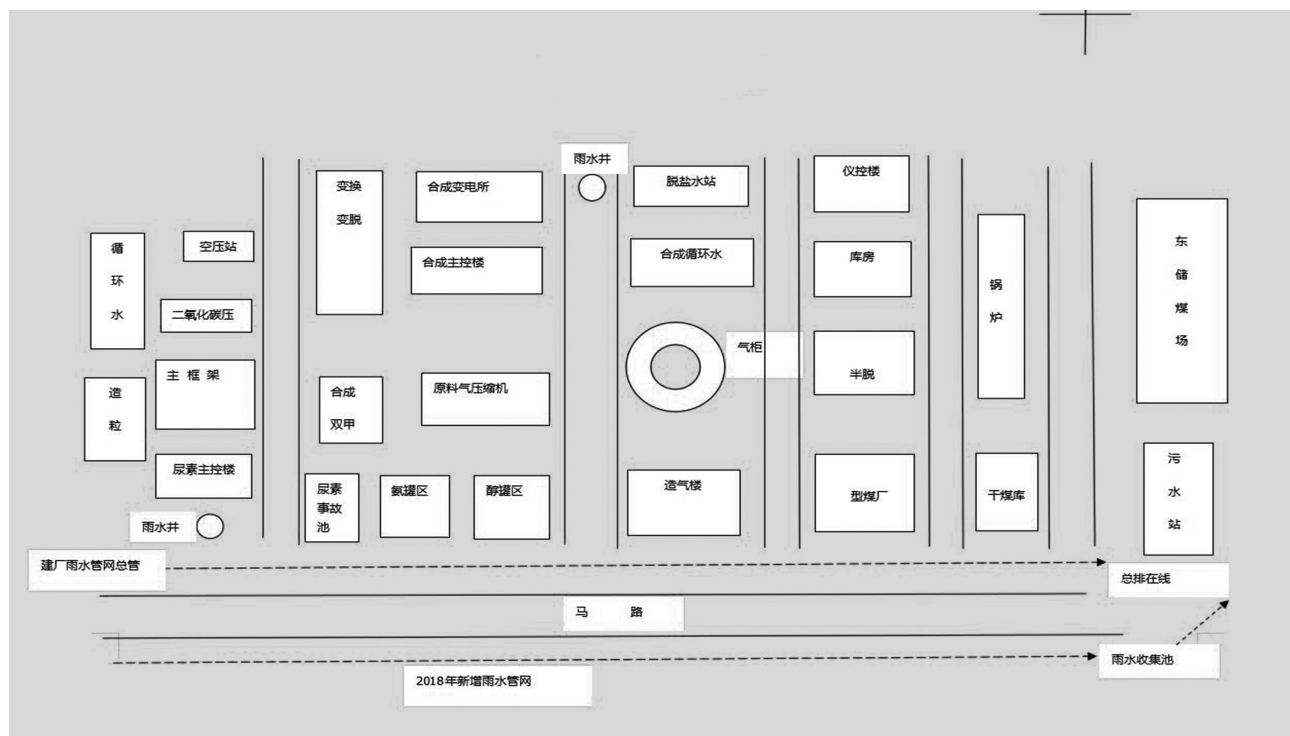 雨水井
变换
变脱
合成变电所
脱盐水站
仪控楼
循
环
水
空压站
合成主控楼
合成循环水
库房
锅
炉
东
储
煤
场
二氧化碳压
主 框 架
造
粒
合成
双甲
原料气压缩机
气柜
半脱
尿素主控楼
尿素
事故
池
氨罐区
醇罐区
造气楼
型煤厂
干煤库
污
水
站
雨水井
建厂雨水管网总管
总排在线
马 路
雨水收集池
2018年新增雨水管网